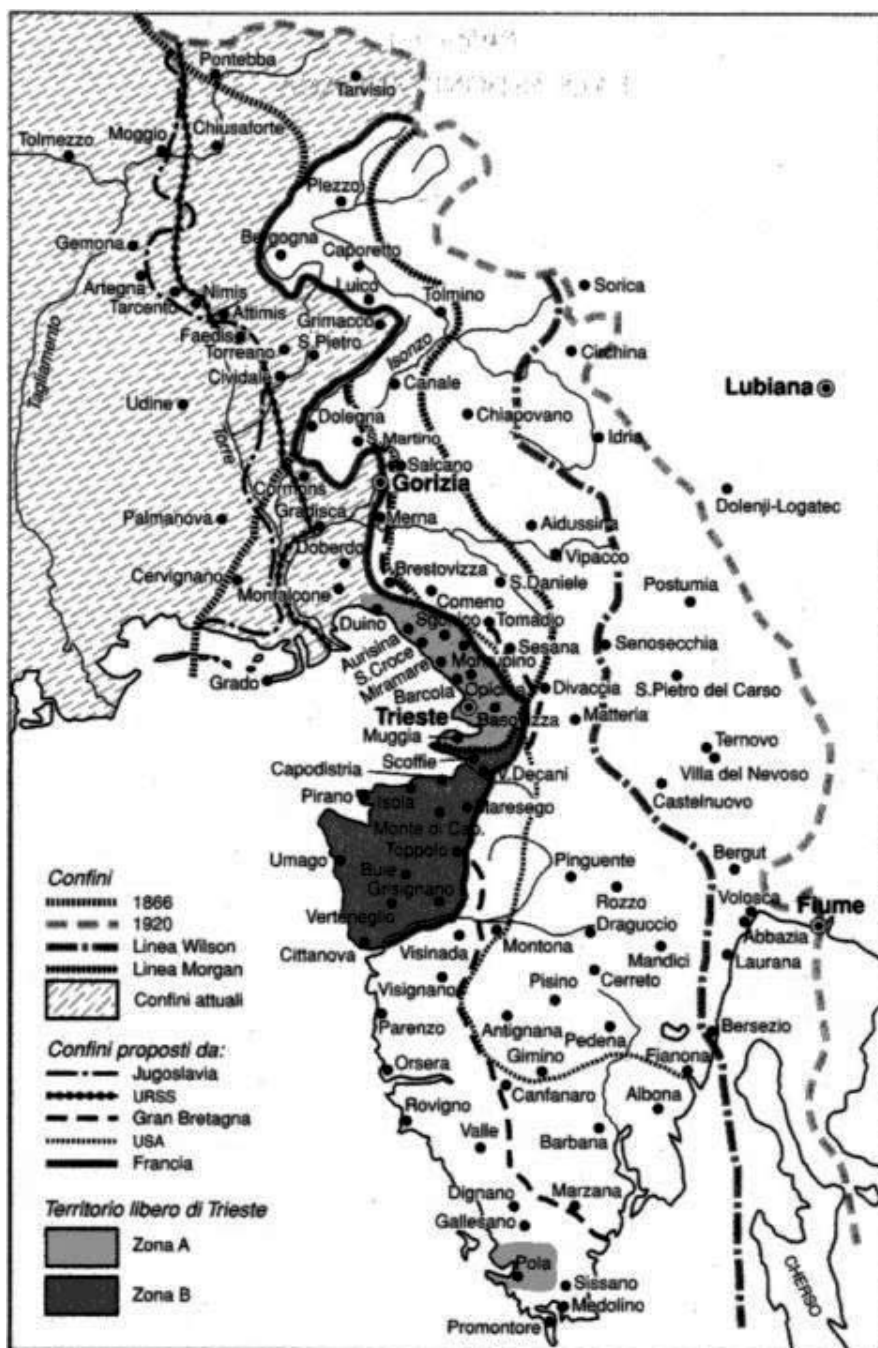 Pontebba
Tarvisio
Tolmezzo
Moggio
Chiusaforte
Plezzo
Gemona
Bergogna
Caporetto
Artegna
Tarcento
Nimis
Attimis
Luico
Tolmino
Sorica
Tagliamento
Faedis
Torreano
Grimacco
S.Pietro
Isonzo
Circhina
Cividale
Canale
Lubiana
Udine
Torre
Dolegna
S.Martino
Chiapovano
Idria
Salcano
Cormons
Gorizia
Dolenji-Logatec
Palmanova
Gradisca
Merna
Aidussina
Doberdo
Vipacco
Cervignano
Monfalcone
Brestovizza
S.Daniele
Postumia
Comeno
Duino
Sgonico
Tomadio
Aurisina
S.Croce
Miramare
Monrupino
Sesana
Senosecchia
Grado
Barcola
Opicina
Divaccia
S.Pietro del Carso
Trieste
Basovizza
Matteria
Muggia
Ternovo
Scoffie
Villa del Nevoso
Capodistria
V.Decani
Castelnuovo
Pirano
Isola
Maresego
Monte di Cap.
Toppolo
Umago
Buie
Pinguente
Bergut
Grisignano
Rozzo
Volosca
Fiume
Verteneglio
Draguccio
Abbazia
Cittanova
Visinada
Montona
Mandici
Laurana
Visignano
Pisino
Cerreto
Parenzo
Antignana
Pedena
Bersezio
Orsera
Gimino
Fianona
Rovigno
Canfanaro
Albona
Valle
Barbana
Dignano
Marzana
Gallesano
Pola
Sissano
Medolino
Promontore
CHERSO
Confini
1866
1920
Linea Wilson
Linea Morgan
Confini attuali
Confini proposti da:
Jugoslavia
URSS
Gran Bretagna
USA
Francia
Territorio libero di Trieste
Zona A
Zona B